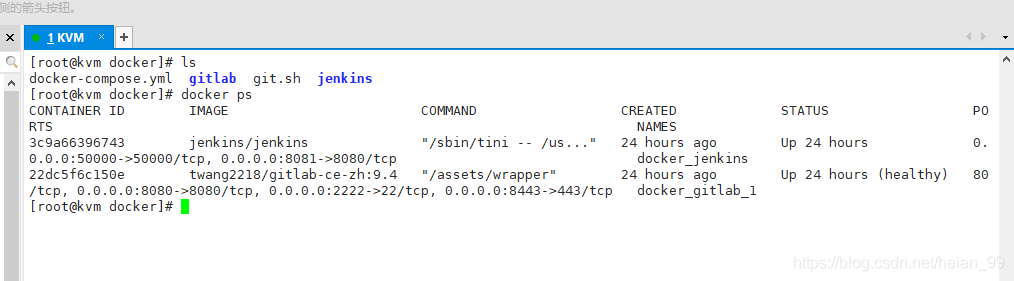 侧的箭头按钮。
1 KVM
[root@kvm docker]# ls
docker-compose.yml  gitlab  git.sh  jenkins
[root@kvm docker]# docker ps
CONTAINER ID        IMAGE                        COMMAND                  CREATED             STATUS                  PO
RTS                                                                         NAMES
3c9a66396743        jenkins/jenkins              "/sbin/tini -- /us..."   24 hours ago        Up 24 hours             0.
0.0.0:50000->50000/tcp, 0.0.0.0:8081->8080/tcp                              docker_jenkins
22dc5f6c150e        twang2218/gitlab-ce-zh:9.4   "/assets/wrapper"        24 hours ago        Up 24 hours (healthy)   80
/tcp, 0.0.0.0:8080->8080/tcp, 0.0.0.0:2222->22/tcp, 0.0.0.0:8443->443/tcp   docker_gitlab_1
[root@kvm docker]#
https://blog.csdn.net/heian_99